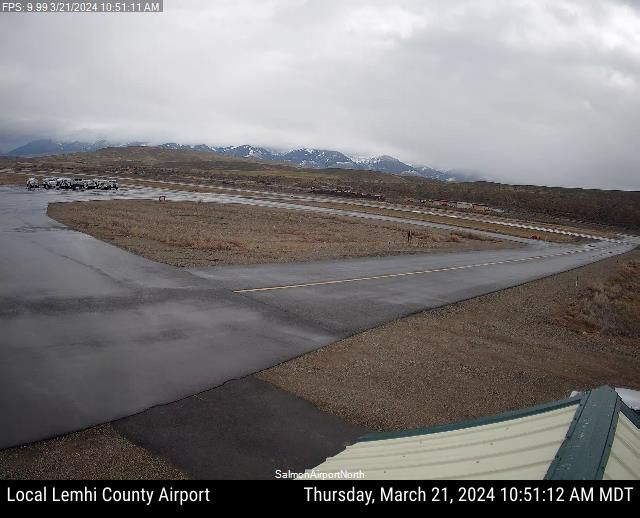 FPS: 9.99 3/21/2024 10:51:11 AM
SalmonAirportNorth
Local Lemhi County Airport Thursday, March 21, 2024 10:51:12 AM MDT